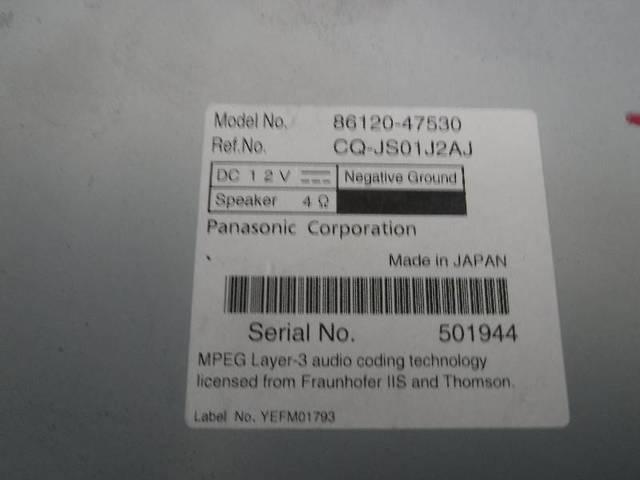 Model No. 86120-47530
Ref.No. CQ-JS01J2AJ
DC 12V Negative Ground
Speaker 4Ω
Panasonic Corporation
Made in JAPAN
Serial No. 501944
MPEG Layer-3 audio coding technology
licensed from Fraunhofer IIS and Thomson.
Label No. YEFM01793